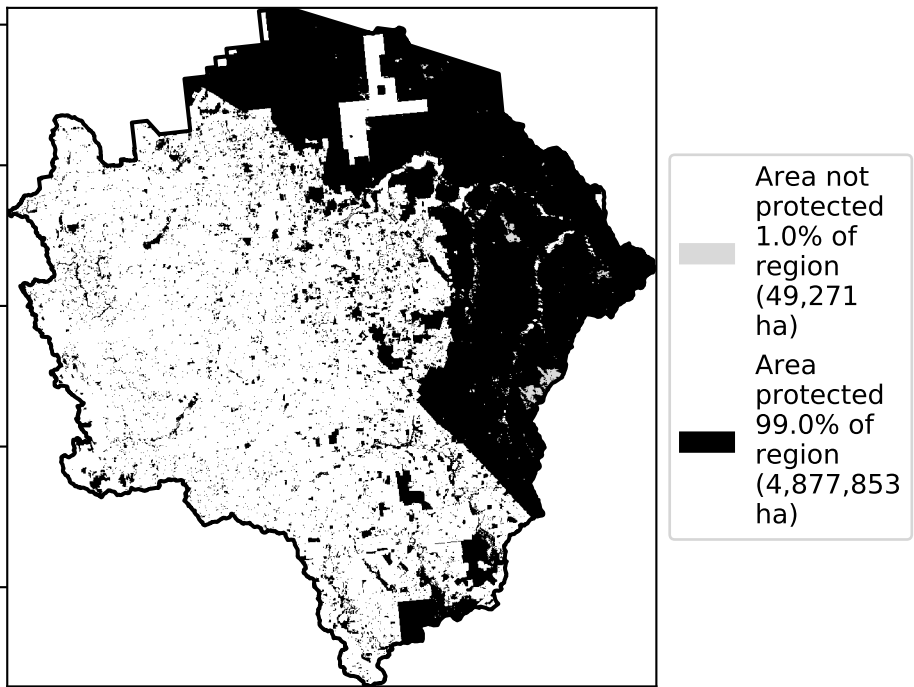 Area not
protected
1.0% of
region
(49,271
ha)
Area
protected
99.0% of
region
(4,877,853
ha)